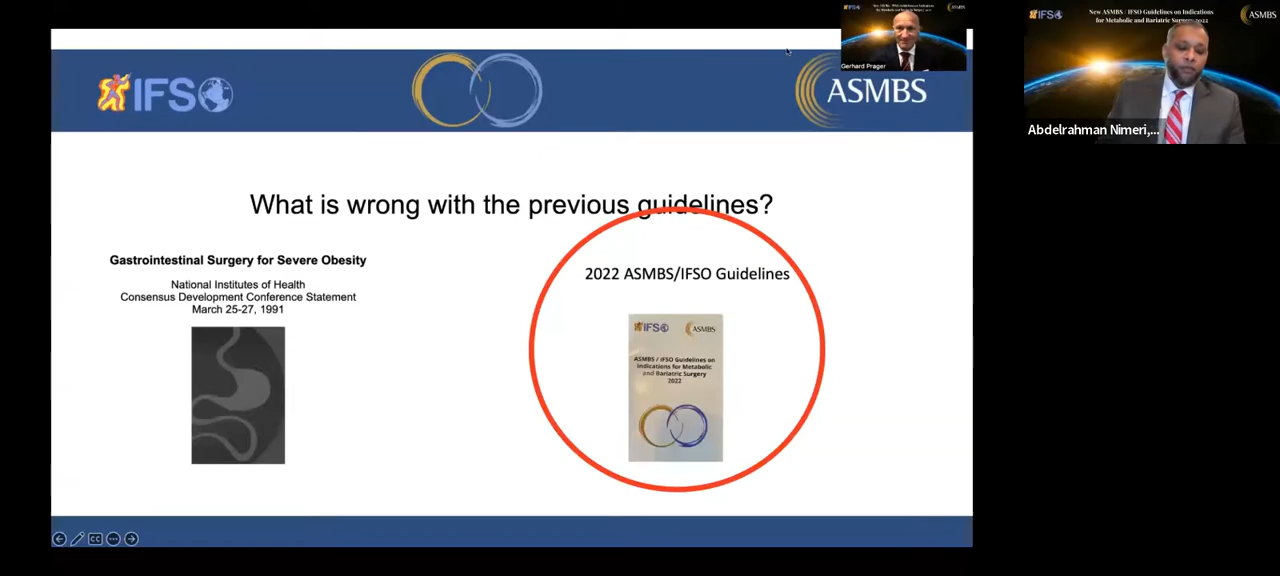 IFSO
ASMBS
Gerhard Prager
New ASMBS / IFSO Guidelines on Indications
for Metabolic and Bariatric Surgery 2022
IFSO
ASMBS
Abdelrahman Nimeri,...
What is wrong with the previous guidelines?
Gastrointestinal Surgery for Severe Obesity
National Institutes of Health
Consensus Development Conference Statement
March 25-27, 1991
2022 ASMBS/IFSO Guidelines
IFSO
ASMBS
ASMBS / IFSO Guidelines on
Indications for Metabolic
and Bariatric Surgery
2022
CC